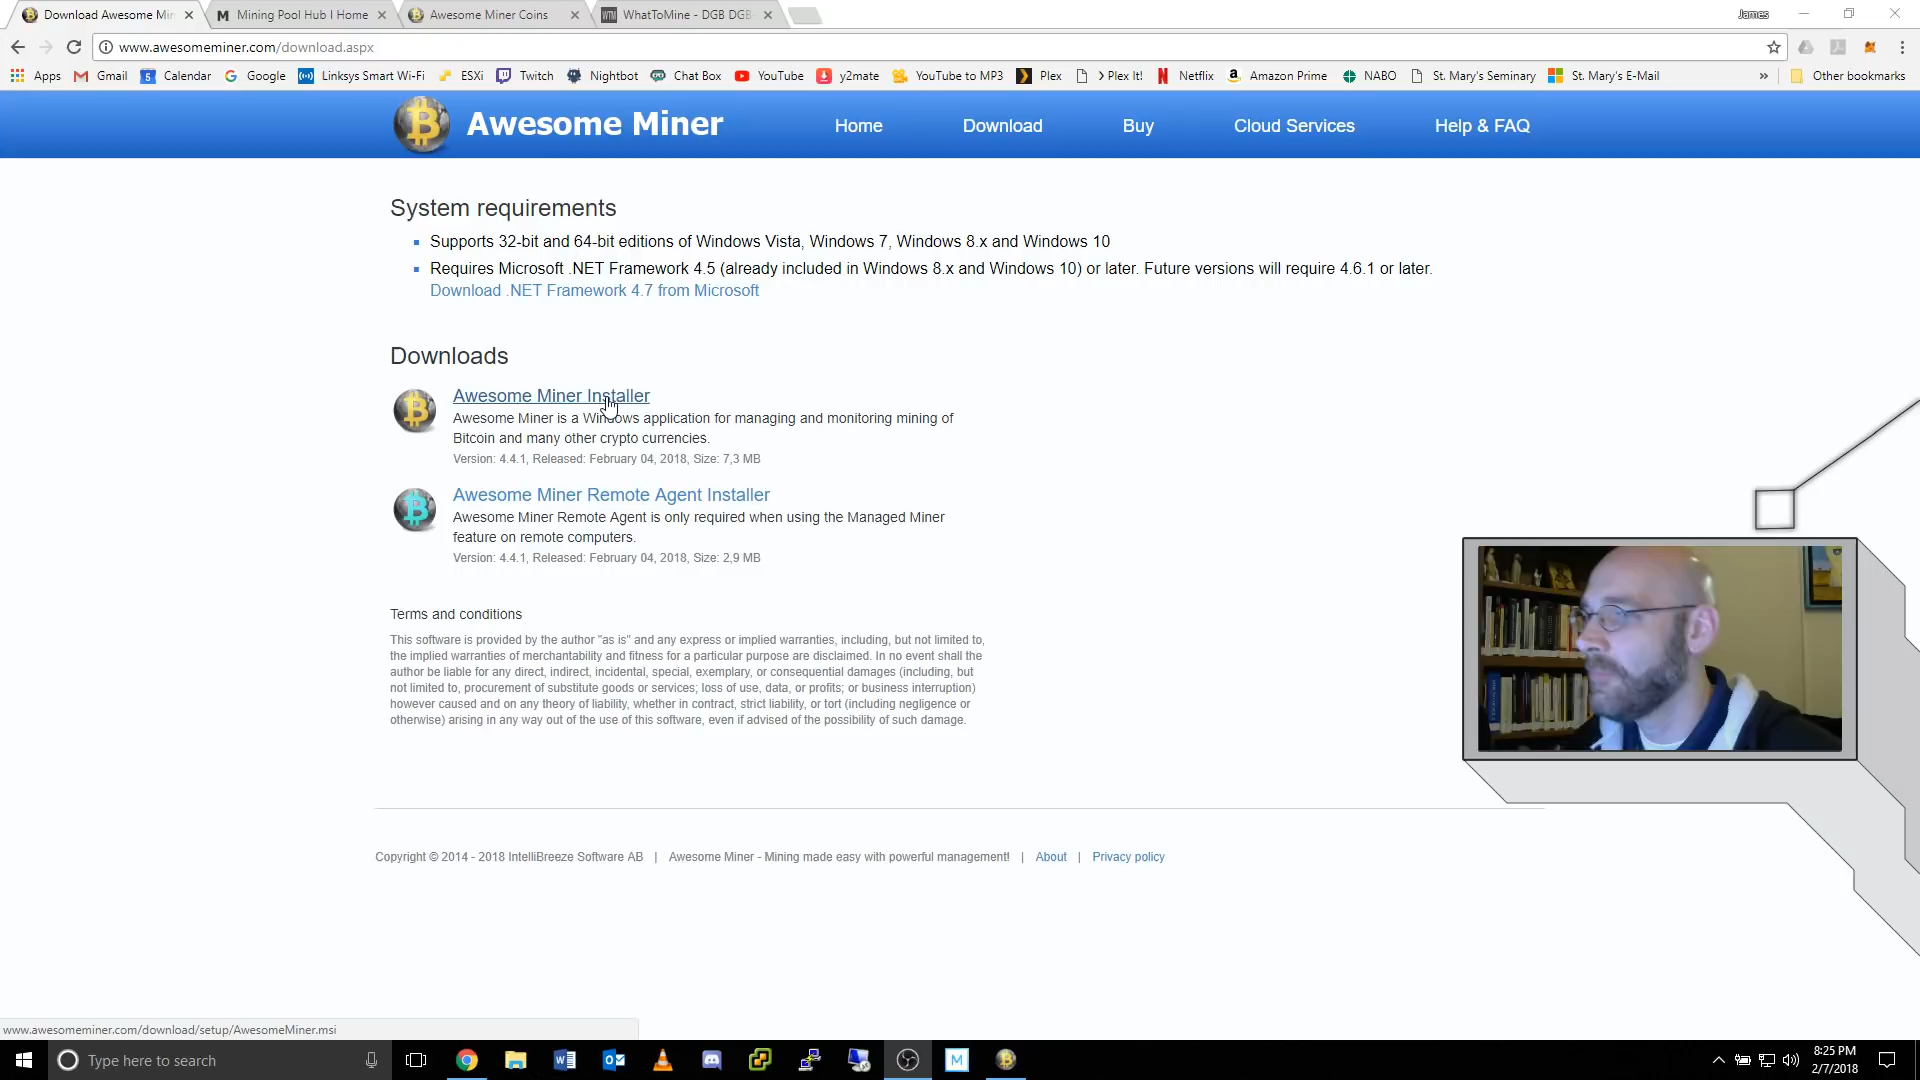 Download Awesome Min
Mining Pool Hub I Home
Awesome Miner Coins
WhatToMine - DGB DGB
James
www.awesomeminer.com/download.aspx
Apps
Gmail
Calendar
Google
Linksys Smart Wi-Fi
ESXi
Twitch
Nightbot
Chat Box
YouTube
y2mate
YouTube to MP3
Plex
> Plex It!
Netflix
Amazon Prime
NABO
St. Mary's Seminary
St. Mary's E-Mail
»
Other bookmarks
Awesome Miner
Home
Download
Buy
Cloud Services
Help & FAQ
System requirements
Supports 32-bit and 64-bit editions of Windows Vista, Windows 7, Windows 8.x and Windows 10
Requires Microsoft .NET Framework 4.5 (already included in Windows 8.x and Windows 10) or later. Future versions will require 4.6.1 or later.
Download .NET Framework 4.7 from Microsoft
Downloads
Awesome Miner Installer
Awesome Miner is a Windows application for managing and monitoring mining of
Bitcoin and many other crypto currencies.
Version: 4.4.1, Released: February 04, 2018, Size: 7,3 MB
Awesome Miner Remote Agent Installer
Awesome Miner Remote Agent is only required when using the Managed Miner
feature on remote computers.
Version: 4.4.1, Released: February 04, 2018, Size: 2,9 MB
Terms and conditions
This software is provided by the author "as is" and any express or implied warranties, including, but not limited to,
the implied warranties of merchantability and fitness for a particular purpose are disclaimed. In no event shall the
author be liable for any direct, indirect, incidental, special, exemplary, or consequential damages (including, but
not limited to, procurement of substitute goods or services; loss of use, data, or profits; or business interruption)
however caused and on any theory of liability, whether in contract, strict liability, or tort (including negligence or
otherwise) arising in any way out of the use of this software, even if advised of the possibility of such damage.
Copyright © 2014 - 2018 IntelliBreeze Software AB | Awesome Miner - Mining made easy with powerful management! | About | Privacy policy
www.awesomeminer.com/download/setup/AwesomeMiner.msi
Type here to search
8:25 PM
2/7/2018